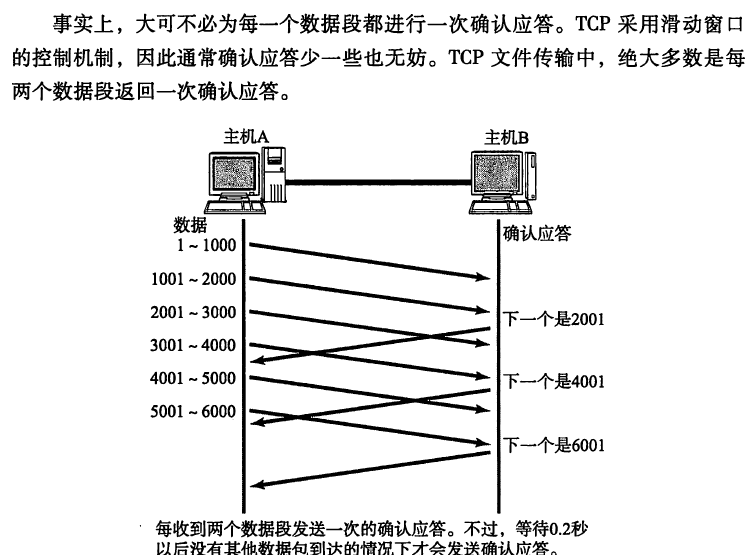 事实上，大可不必为每一个数据段都进行一次确认应答。TCP 采用滑动窗口
的控制机制，因此通常确认应答少一些也无妨。TCP 文件传输中，绝大多数是每
两个数据段返回一次确认应答。
主机A
主机B
数据
确认应答
1 ~ 1000
1001 ~ 2000
2001 ~ 3000
下一个是2001
3001 ~ 4000
4001 ~ 5000
下一个是4001
5001 ~ 6000
下一个是6001
每收到两个数据段发送一次的确认应答。不过，等待0.2秒
以后没有其他数据包到达的情况下才会发送确认应答。